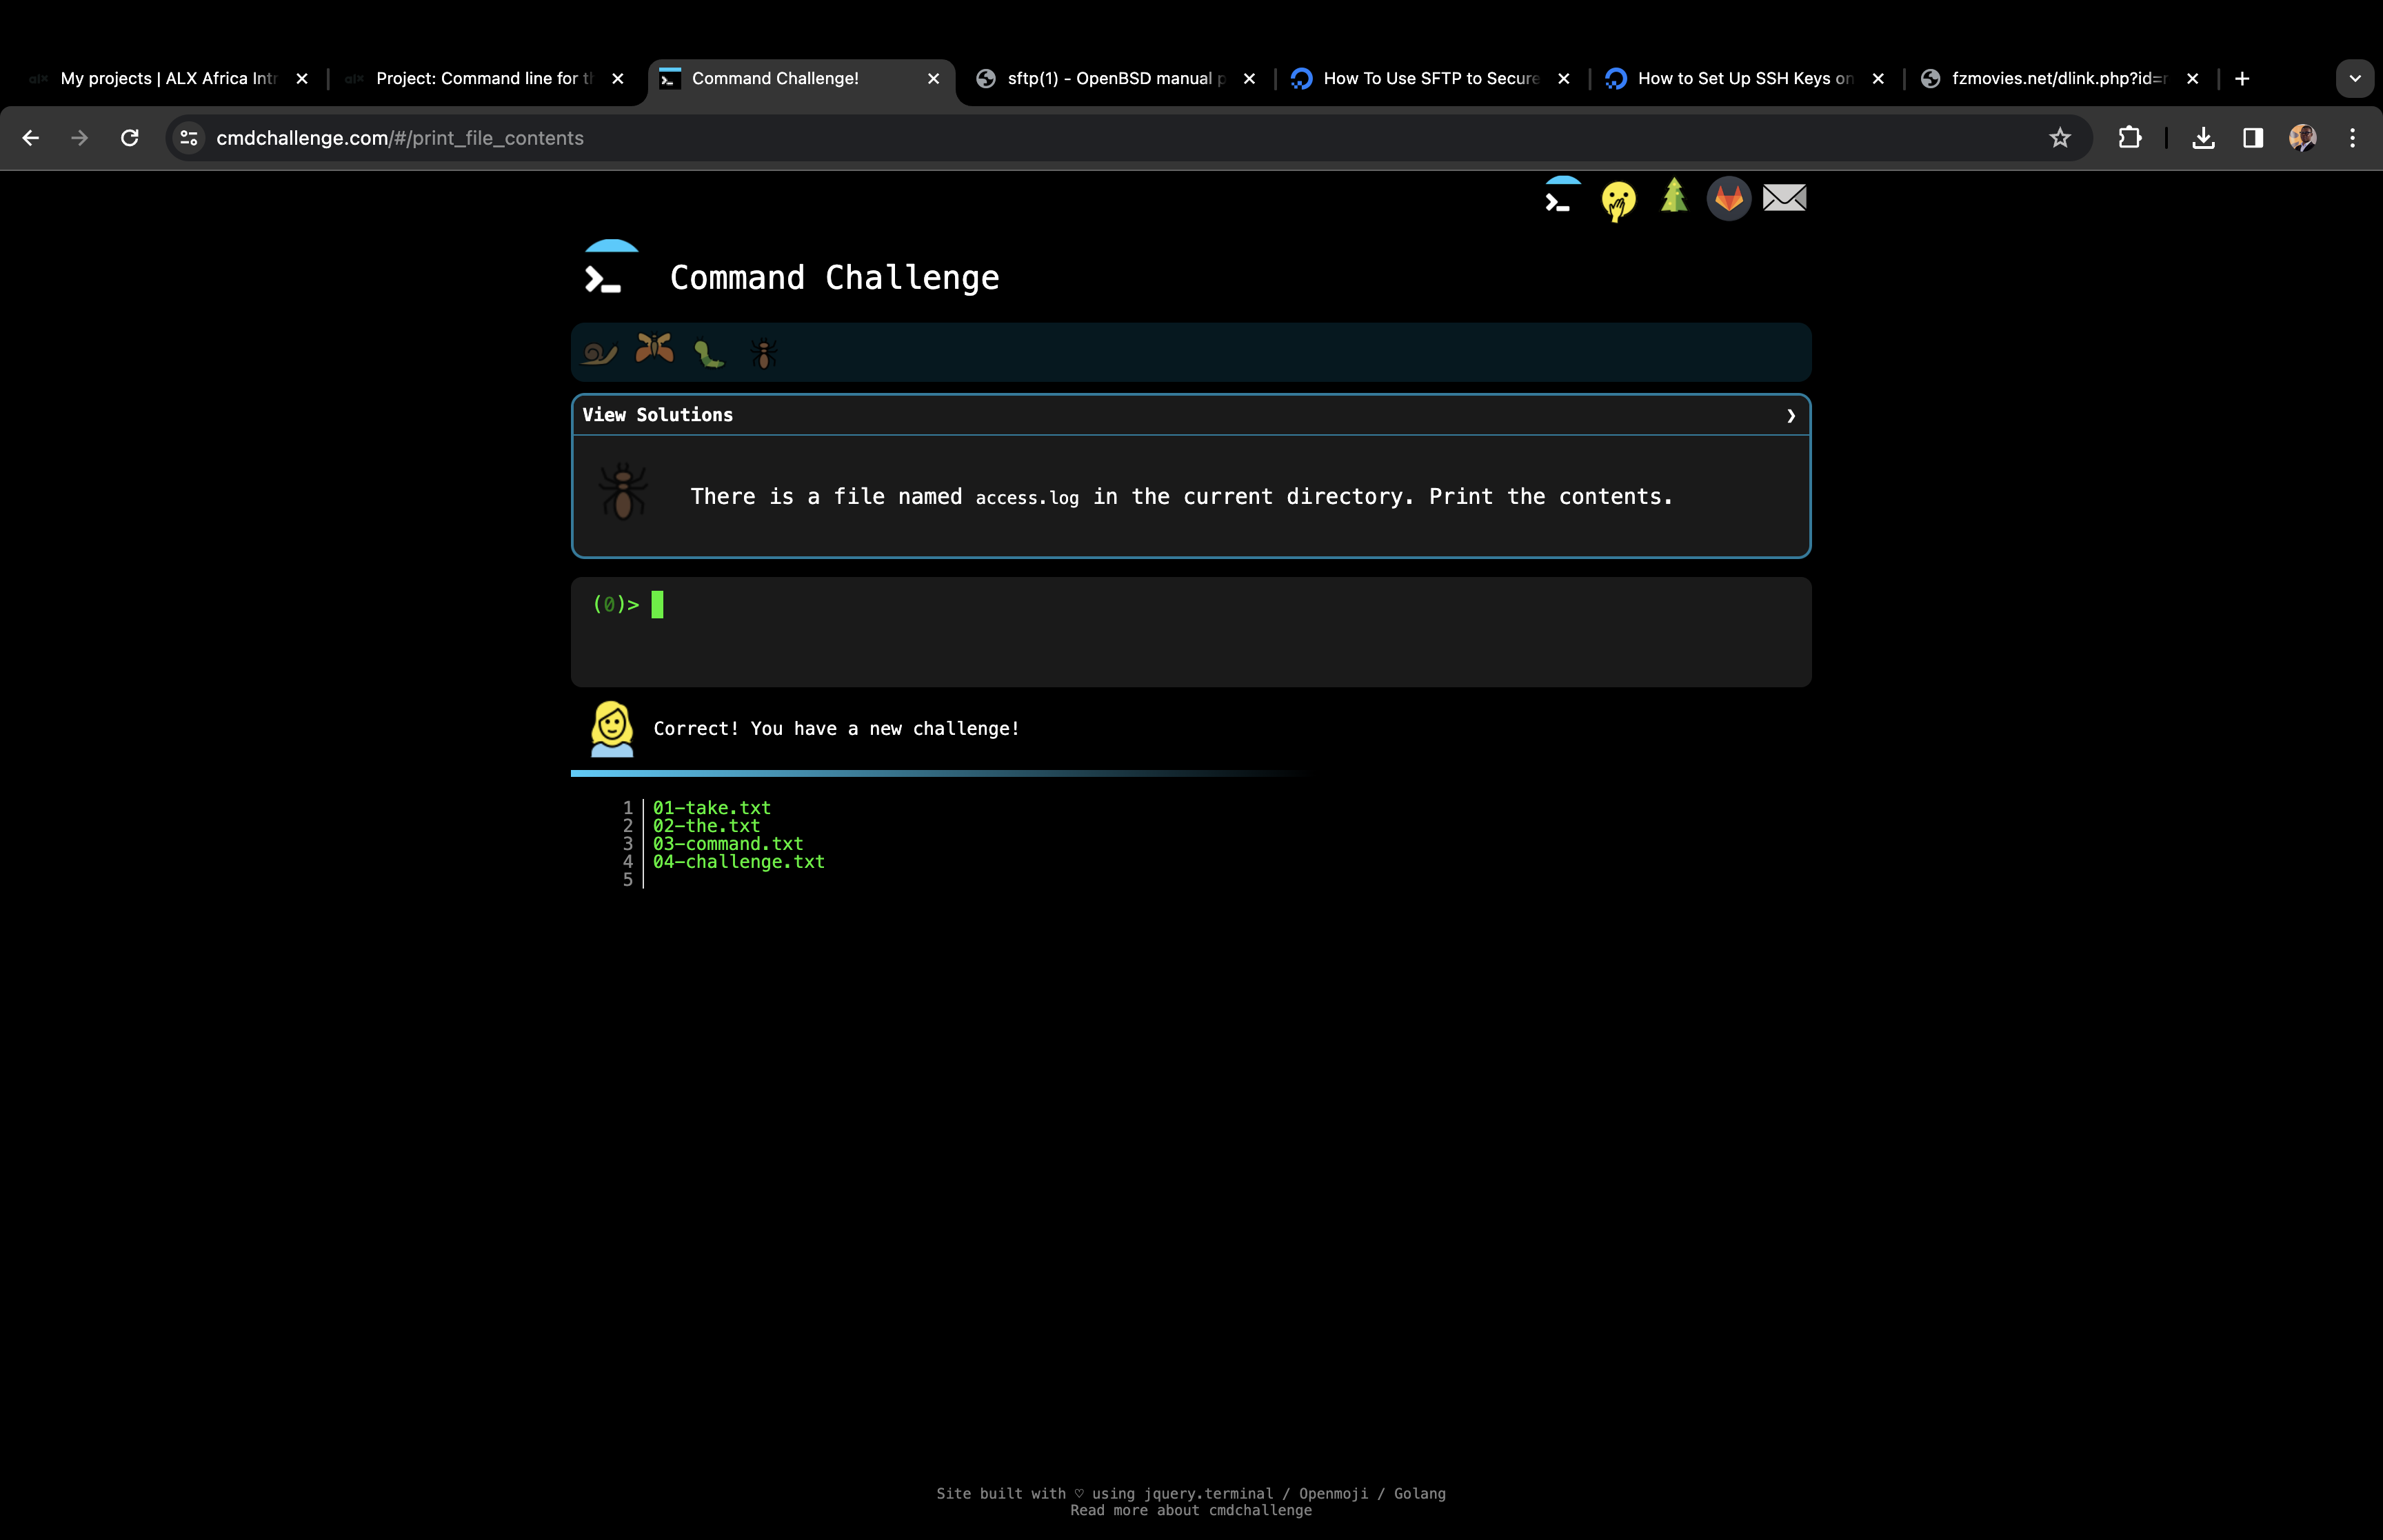 My projects | ALX Africa Intr
Project: Command line for th
Command Challenge!
sftp(1) - OpenBSD manual p
How To Use SFTP to Secure
How to Set Up SSH Keys on
fzmovies.net/dlink.php?id=r
cmdchallenge.com/#/print_file_contents
Command Challenge
View Solutions
There is a file named access.log in the current directory. Print the contents.
(0)>
Correct! You have a new challenge!
1 01-take.txt
2 02-the.txt
3 03-command.txt
4 04-challenge.txt
5
Site built with ♡ using jquery.terminal / Openmoji / Golang
Read more about cmdchallenge